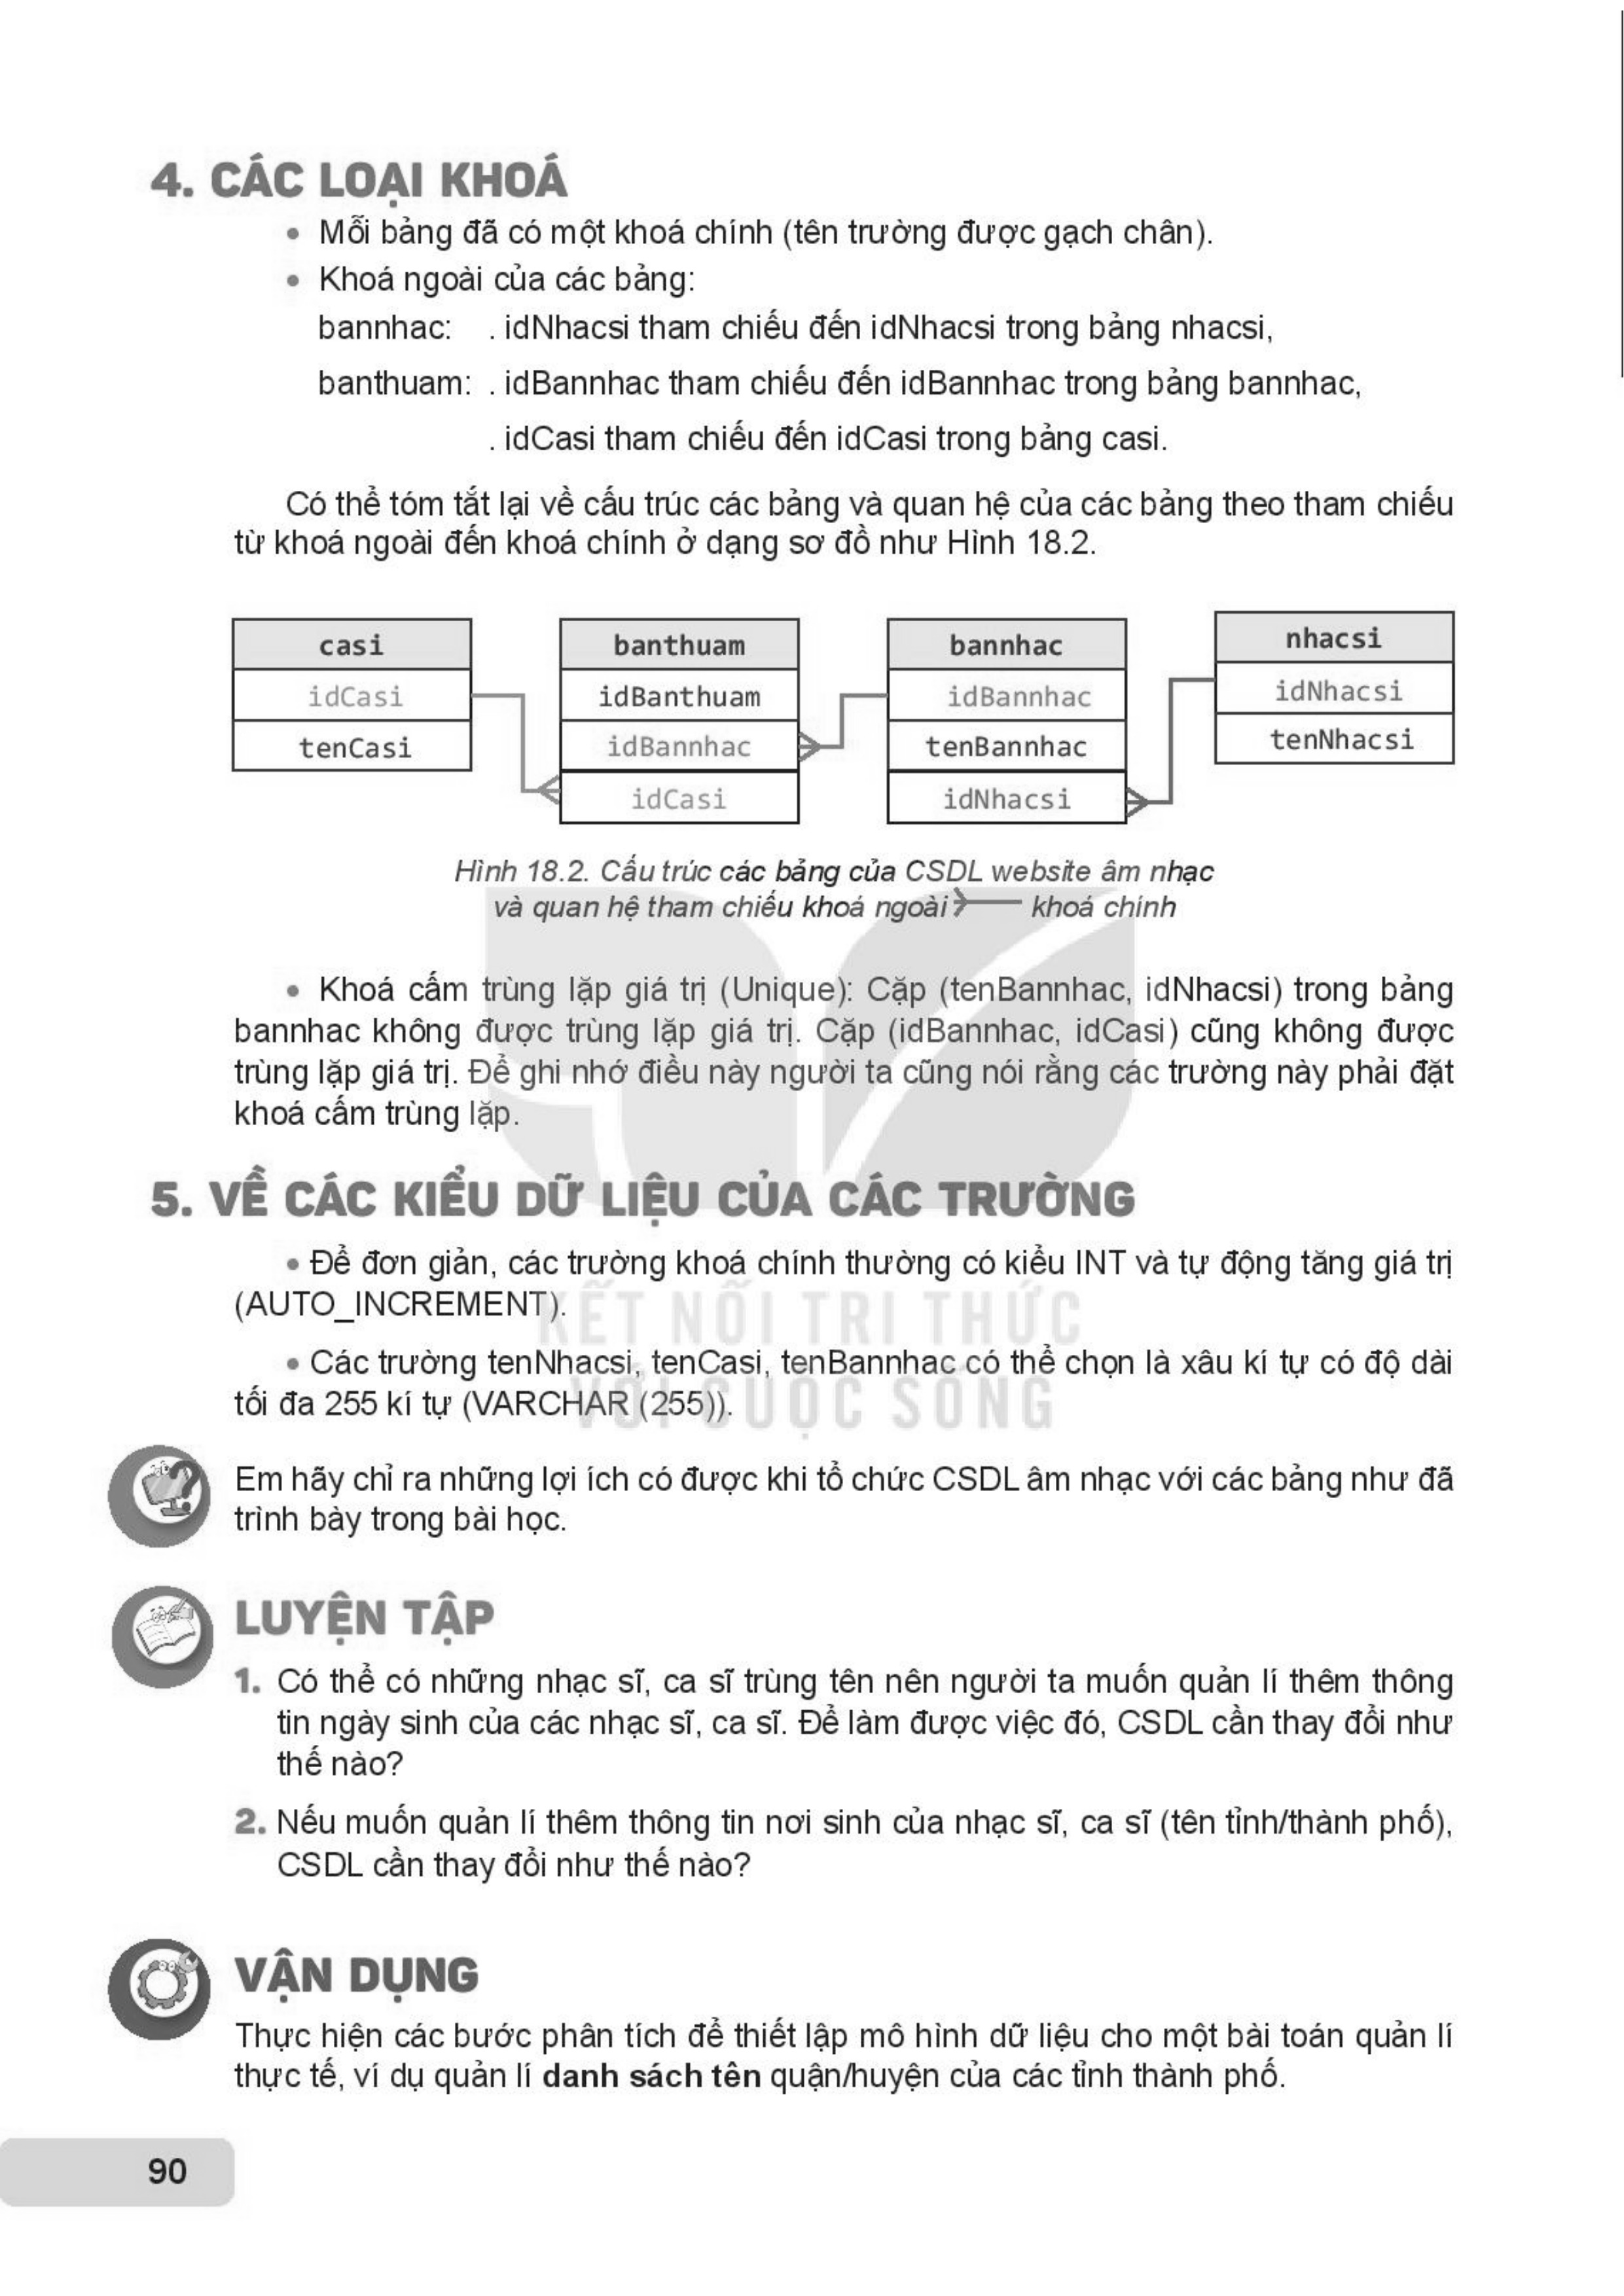 4. CÁC LOẠI KHOÁ
• Mỗi bảng đã có một khoá chính (tên trường được gạch chân).
• Khoá ngoài của các bảng:
bannhac: . idNhacsi tham chiếu đến idNhacsi trong bảng nhacsi,
banthuam: . idBannhac tham chiếu đến idBannhac trong bảng bannhac,
. idCasi tham chiếu đến idCasi trong bảng casi.
Có thể tóm tắt lại về cấu trúc các bảng và quan hệ của các bảng theo tham chiếu
từ khoá ngoài đến khoá chính ở dạng sơ đồ như Hình 18.2.
casi
idCasi
tenCasi
banthuam
idBanthuam
idBannhac
idCasi
bannhac
idBannhac
tenBannhac
idNhacsi
nhacsi
idNhacsi
tenNhacsi
Hình 18.2. Cấu trúc các bảng của CSDL website âm nhạc
và quan hệ tham chiếu khoá ngoài khoá chính
• Khoá cấm trùng lặp giá trị (Unique): Cặp (tenBannhac, idNhacsi) trong bảng
bannhac không được trùng lặp giá trị. Cặp (idBannhac, idCasi) cũng không được
trùng lặp giá trị. Để ghi nhớ điều này người ta cũng nói rằng các trường này phải đặt
khoá cấm trùng lặp.
5. VỀ CÁC KIỂU DỮ LIỆU CỦA CÁC TRƯỜNG
• Để đơn giản, các trường khoá chính thường có kiểu INT và tự động tăng giá trị
(AUTO_INCREMENT).
KẾT NỐI TRI THỨC
• Các trường tenNhacsi, tenCasi, tenBannhac có thể chọn là xâu kí tự có độ dài
tối đa 255 kí tự (VARCHAR (255)).
VỚI CUỘC SỐNG
Em hãy chỉ ra những lợi ích có được khi tổ chức CSDL âm nhạc với các bảng như đã
trình bày trong bài học.
LUYỆN TẬP
1. Có thể có những nhạc sĩ, ca sĩ trùng tên nên người ta muốn quản lí thêm thông
tin ngày sinh của các nhạc sĩ, ca sĩ. Để làm được việc đó, CSDL cần thay đổi như
thế nào?
2. Nếu muốn quản lí thêm thông tin nơi sinh của nhạc sĩ, ca sĩ (tên tỉnh/thành phố),
CSDL cần thay đổi như thế nào?
VẬN DỤNG
Thực hiện các bước phân tích để thiết lập mô hình dữ liệu cho một bài toán quản lí
thực tế, ví dụ quản lí danh sách tên quận/huyện của các tỉnh thành phố.
90